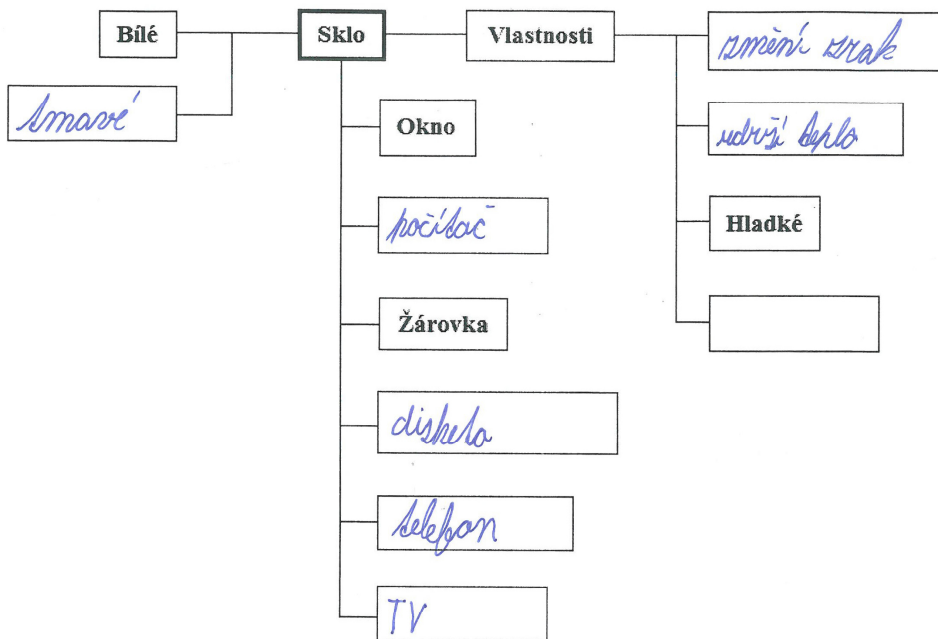 Bílé
Sklo
Vlastnosti
změní zrak
tmavé
Okno
udrží teplo
počítač
Hladké
Žárovka
disketa
telefon
TV